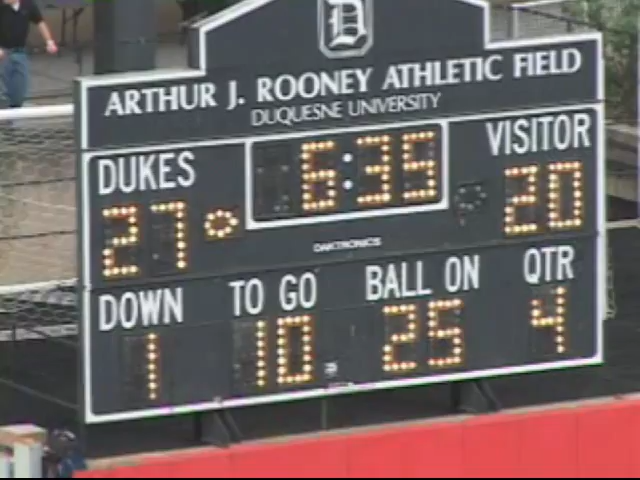 D
ARTHUR J. ROONEY ATHLETIC FIELD
DUQUESNE UNIVERSITY
DUKES 6:35 VISITOR
27 20
DAKTRONICS
DOWN TO GO BALL ON QTR
1 10 25 4